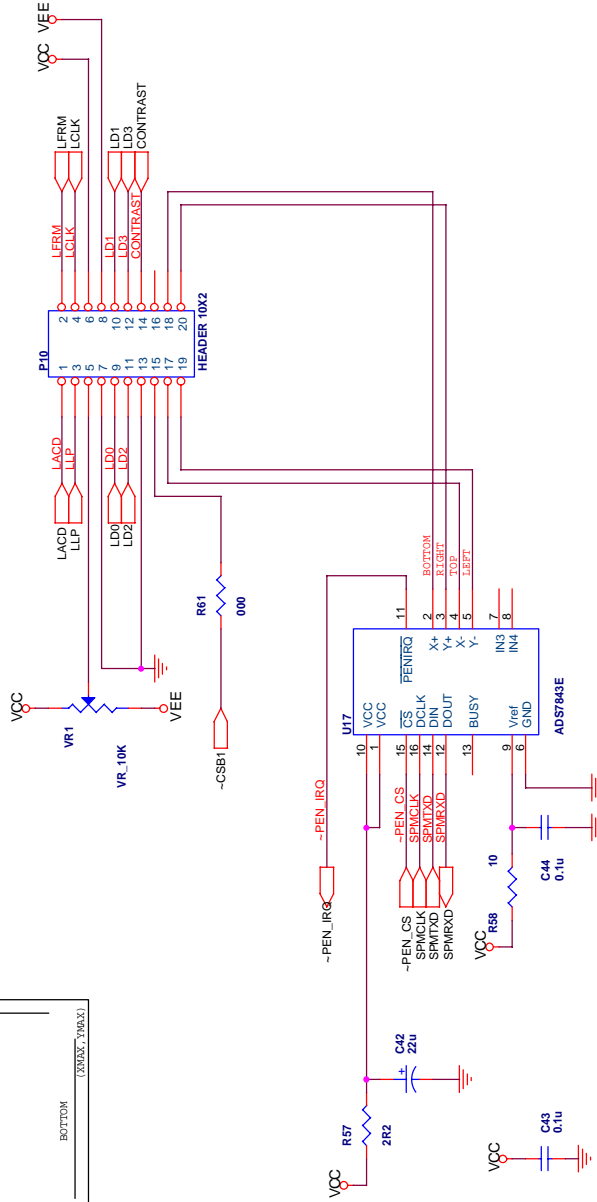 VCC
VEE
LFRM
LCLK
LFRM
LCLK
LD1
LD3
CONTRAST
LD1
LD3
CONTRAST
P10
1
2
3
4
5
6
7
8
9
10
11
12
13
14
15
16
17
18
19
20
HEADER 10X2
LACD
LLP
LACD
LLP
LD0
LD2
LD0
LD2
R61
000
~CSB1
VCC
VR1
VR_10K
VEE
~PEN_IRQ
~PEN_IRQ
BOTTOM
RIGHT
TOP
LEFT
U17
10 VCC
1 VCC
15 CS
16 DCLK
14 DIN
12 DOUT
13 BUSY
9 Vref
6 GND
PENIRQ 11
X+ 2
Y+ 3
X- 4
Y- 5
IN3 7
IN4 8
ADS7843E
~PEN_CS
SPMCLK
SPMTXD
SPMRXD
~PEN_CS
SPMCLK
SPMTXD
SPMRXD
VCC
R58
10
C44
0.1u
VCC
R57
2R2
C42
22u
+
VCC
C43
0.1u
BOTTOM
(XMAX,YMAX)